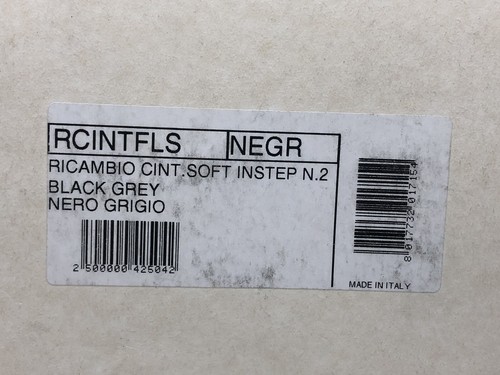 RCINTFLS NEGR
RICAMBIO CINT.SOFT INSTEP N.2
BLACK GREY
NERO GRIGIO
2 500000 425042
8 017732 017154
MADE IN ITALY